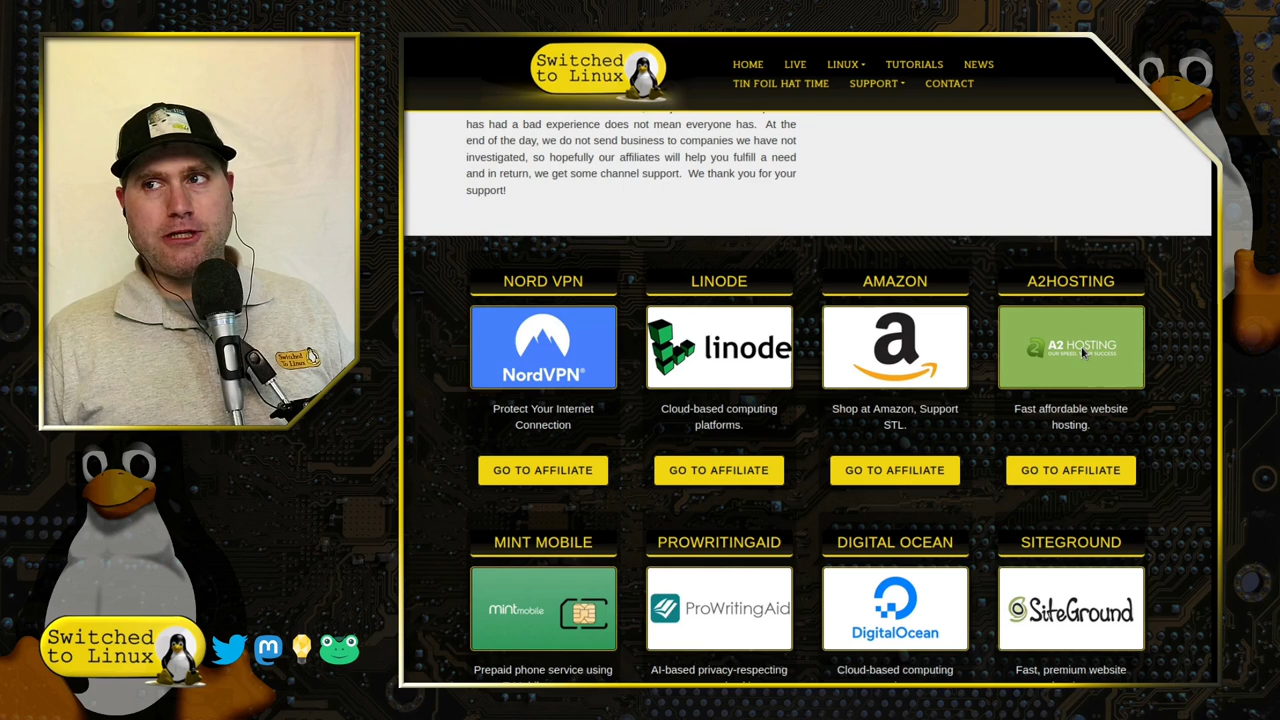 Switched
to Linux
HOME LIVE LINUX TUTORIALS NEWS
TIN FOIL HAT TIME SUPPORT CONTACT
has had a bad experience does not mean everyone has. At the
end of the day, we do not send business to companies we have not
investigated, so hopefully our affiliates will help you fulfill a need
and in return, we get some channel support. We thank you for your
support!
NORD VPN LINODE AMAZON A2HOSTING
NordVPN®
linode
a
A2 HOSTING
Protect Your Internet
Connection
Cloud-based computing
platforms.
Shop at Amazon, Support
STL.
Fast affordable website
hosting.
GO TO AFFILIATE GO TO AFFILIATE GO TO AFFILIATE GO TO AFFILIATE
MINT MOBILE PROWRITINGAID DIGITAL OCEAN SITEGROUND
mintmobile
ProWritingAid
DigitalOcean
SiteGround
Prepaid phone service using
AI-based privacy-respecting
Cloud-based computing
Fast, premium website
Switched
to Linux
Switched
to Linux